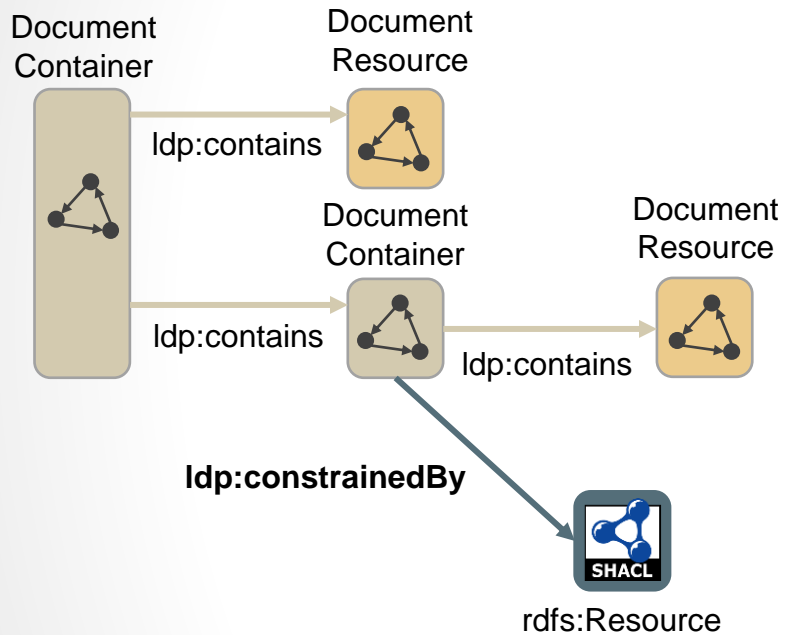 Document
Container
Document
Resource
ldp:contains
Document
Container
Document
Resource
ldp:contains
ldp:contains
ldp:constrainedBy
SHACL
rdfs:Resource